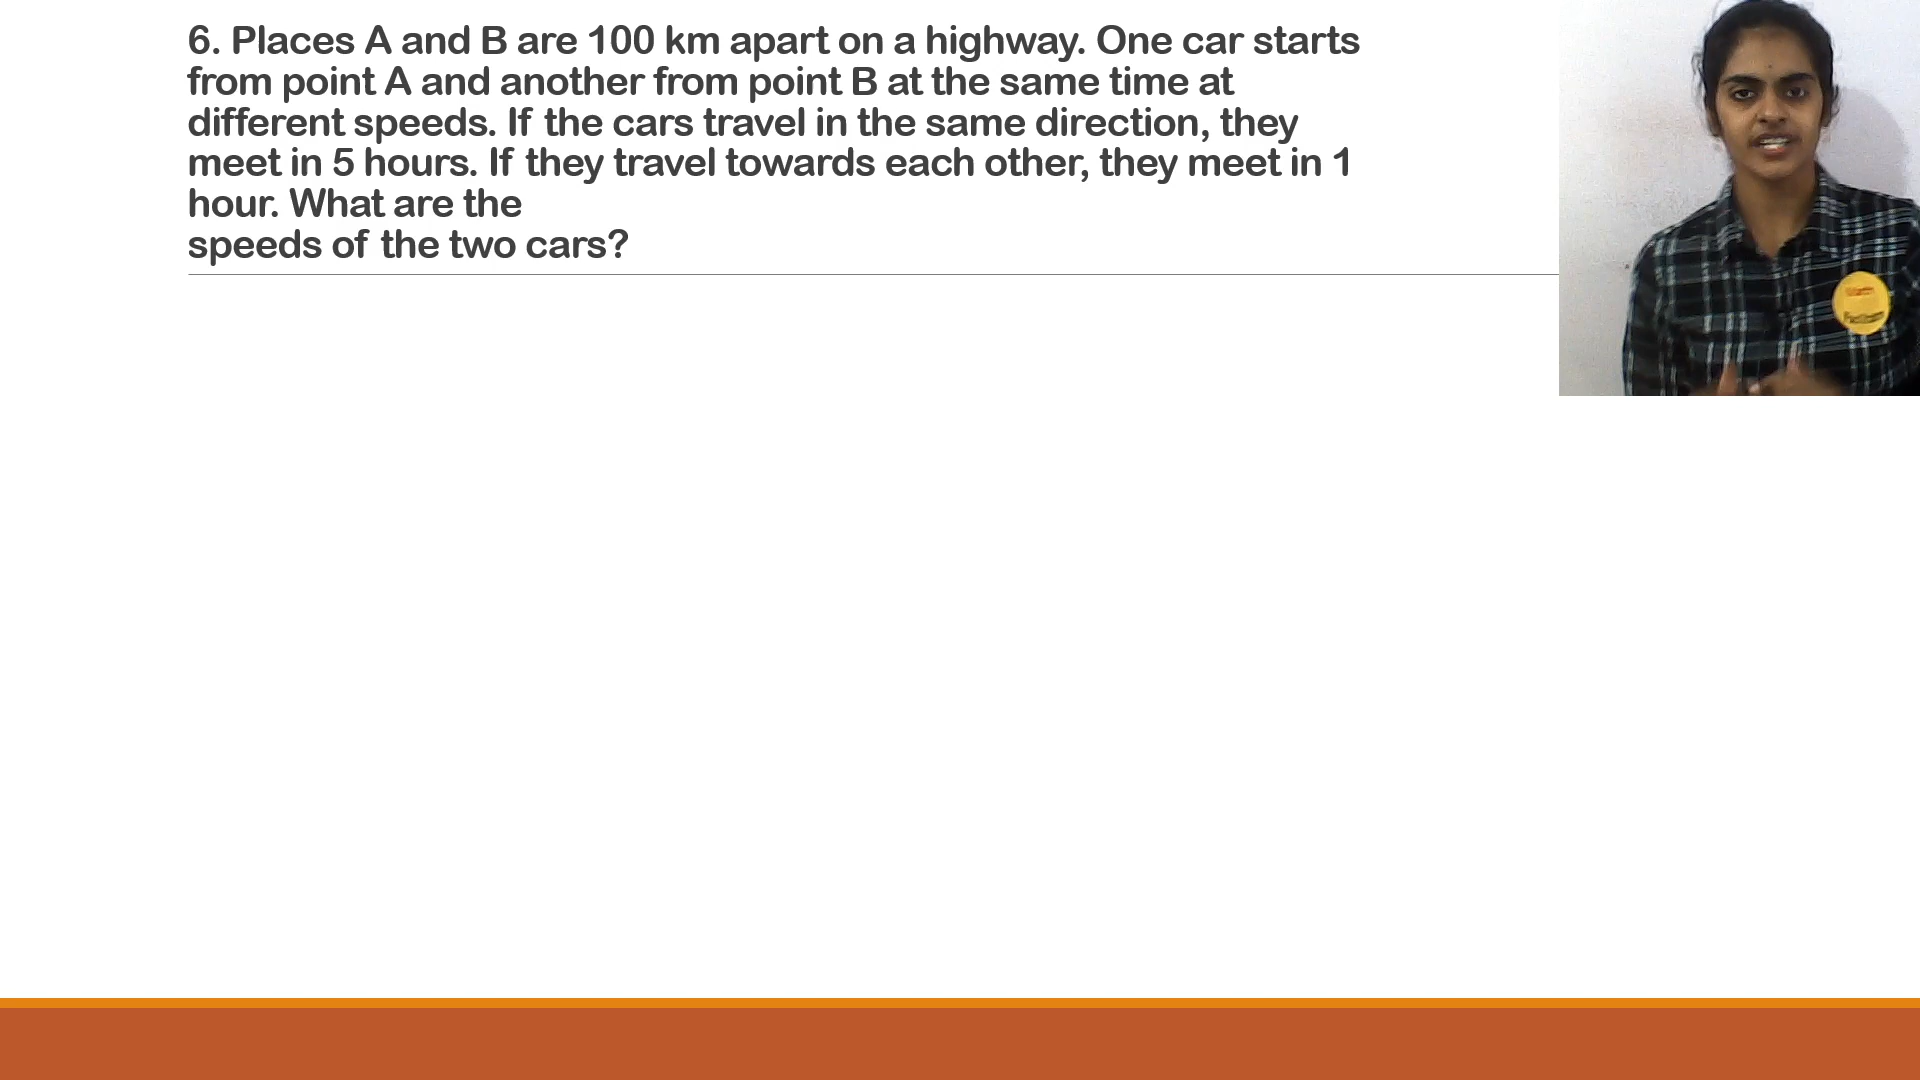 6. Places A and B are 100 km apart on a highway. One car starts
from point A and another from point B at the same time at
different speeds. If the cars travel in the same direction, they
meet in 5 hours. If they travel towards each other, they meet in 1
hour. What are the
speeds of the two cars?